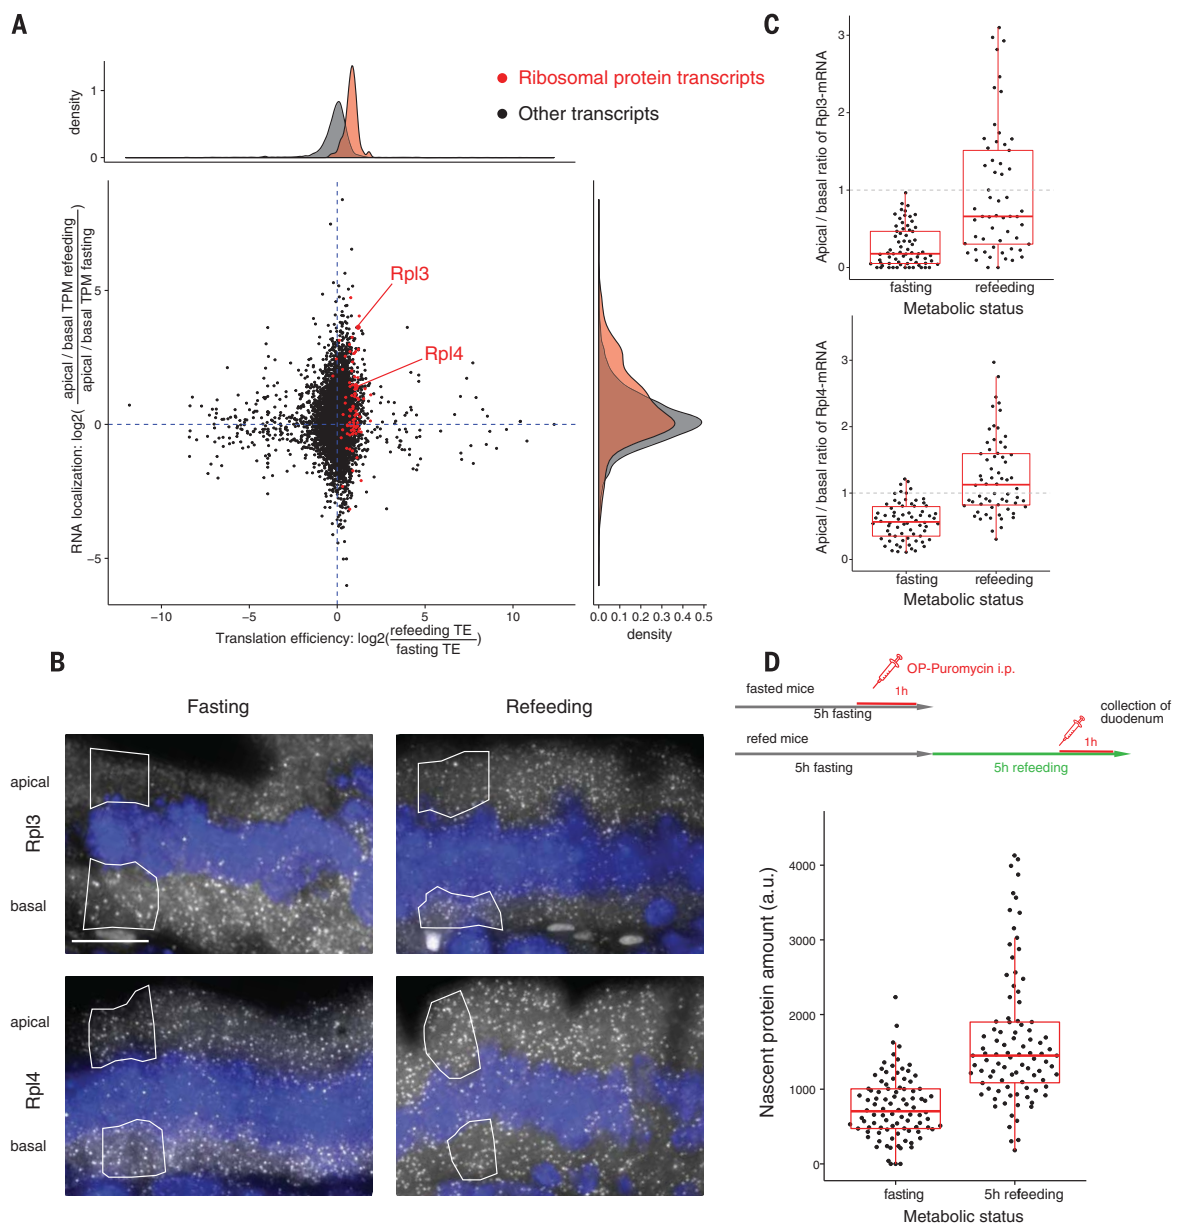 A
density
1
0
Ribosomal protein transcripts
Other transcripts
RNA localization: log2(
apical / basal TPM refeeding
apical / basal TPM fasting
)
5
0
−5
Rpl3
Rpl4
−10
−5
0
5
10
Translation efficiency: log2(
refeeding TE
fasting TE
)
0.0 0.1 0.2 0.3 0.4 0.5
density
B
Fasting
Refeeding
apical
Rpl3
basal
apical
Rpl4
basal
C
Apical / basal ratio of Rpl3-mRNA
3
2
1
0
fasting
refeeding
Metabolic status
Apical / basal ratio of Rpl4-mRNA
3
2
1
0
fasting
refeeding
Metabolic status
D
OP-Puromycin i.p.
fasted mice
1h
5h fasting
collection of
duodenum
refed mice
1h
5h fasting
5h refeeding
Nascent protein amount (a.u.)
4000
3000
2000
1000
0
fasting
5h refeeding
Metabolic status